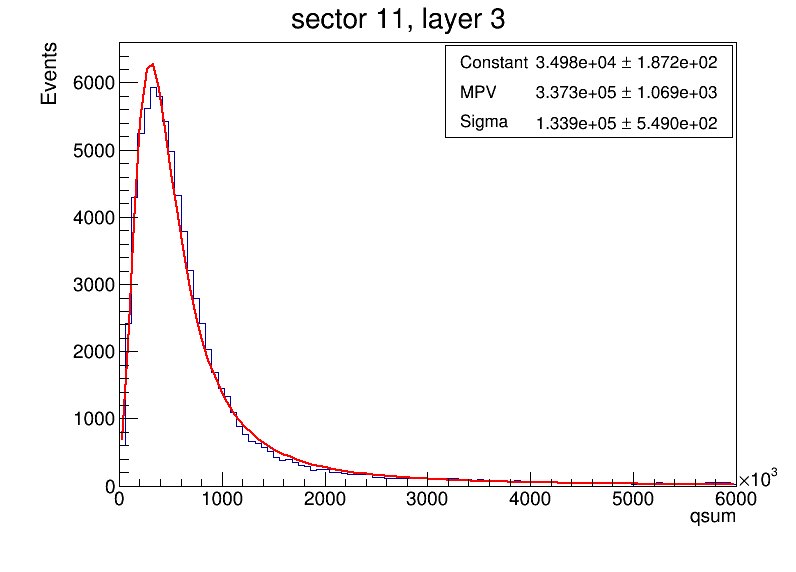 sector 11, layer 3
Events
Constant 3.498e+04 ± 1.872e+02
MPV 3.373e+05 ± 1.069e+03
Sigma 1.339e+05 ± 5.490e+02
6000
5000
4000
3000
2000
1000
0
0 1000 2000 3000 4000 5000 6000
×10³
qsum